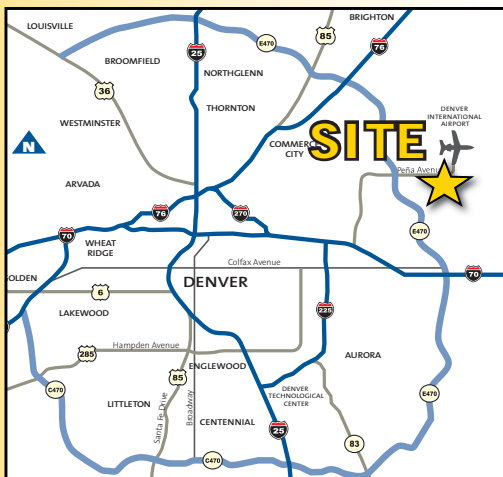 LOUISVILLE
BRIGHTON
25
E470
85
76
BROOMFIELD
NORTHGLENN
36
THORNTON
DENVER
INTERNATIONAL
AIRPORT
WESTMINSTER
COMMERCE
CITY
SITE
N
Peña Avenue
ARVADA
76
270
70
E470
WHEAT
RIDGE
Colfax Avenue
70
OLDEN
DENVER
6
LAKEWOOD
225
Hampden Avenue
285
ENGLEWOOD
AURORA
85
C470
DENVER
TECHNOLOGICAL
CENTER
E470
LITTLETON
Santa Fe Drive
Broadway
CENTENNIAL
25
83
C470